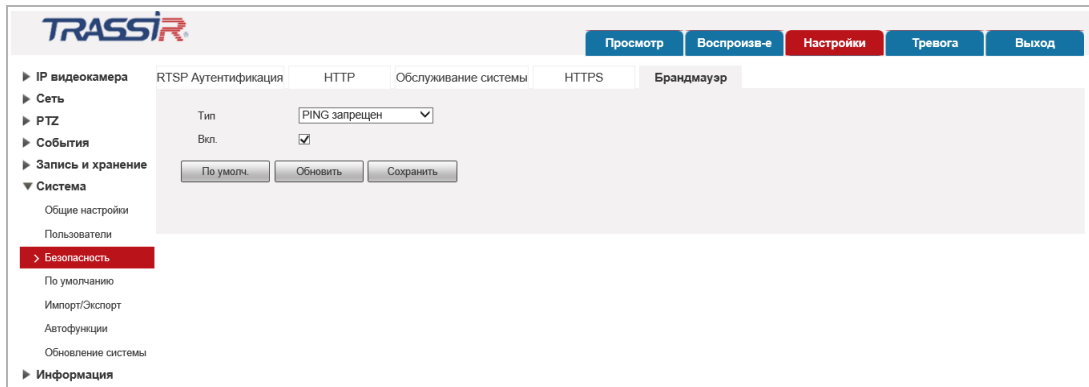 TRASSIR
Просмотр Воспроизв-е Настройки Тревога Выход
IP видеокамера
Сеть
PTZ
События
Запись и хранение
Система
Общие настройки
Пользователи
Безопасность
По умолчанию
Импорт/Экспорт
Автофункции
Обновление системы
Информация
RTSP Аутентификация HTTP Обслуживание системы HTTPS Брандмауэр
Тип PING запрещен
Вкл.
По умолч. Обновить Сохранить